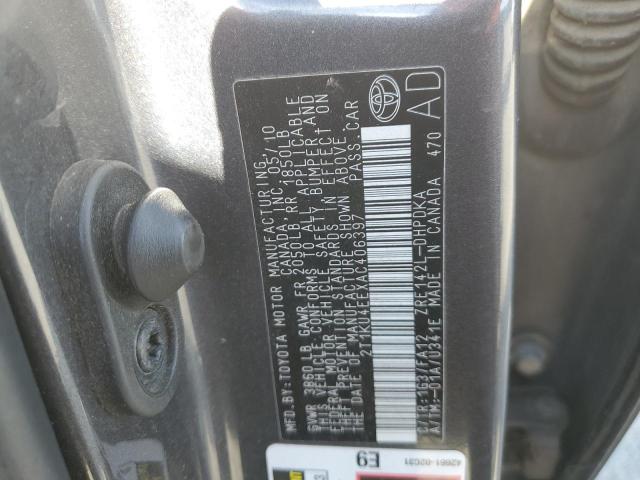 MFD.BY:TOYOTA MOTOR MANUFACTURING
CANADA, INC. 05/10
GVWR 3860LB GAWR FR 2050LB RR 1850LB
THIS VEHICLE CONFORMS TO ALL APPLICABLE
FEDERAL MOTOR VEHICLE SAFETY, BUMPER AND
THEFT PREVENTION STANDARDS IN EFFECT ON
THE DATE OF MANUFACTURE SHOWN ABOVE.
2T1KU4EEXAC406397 PASS.CAR
C/TR:1G3/FA12 ZRE142L-DHPDKA
A/TM:-01A/U341E MADE IN CANADA 470
AD
E9
42661-02C31